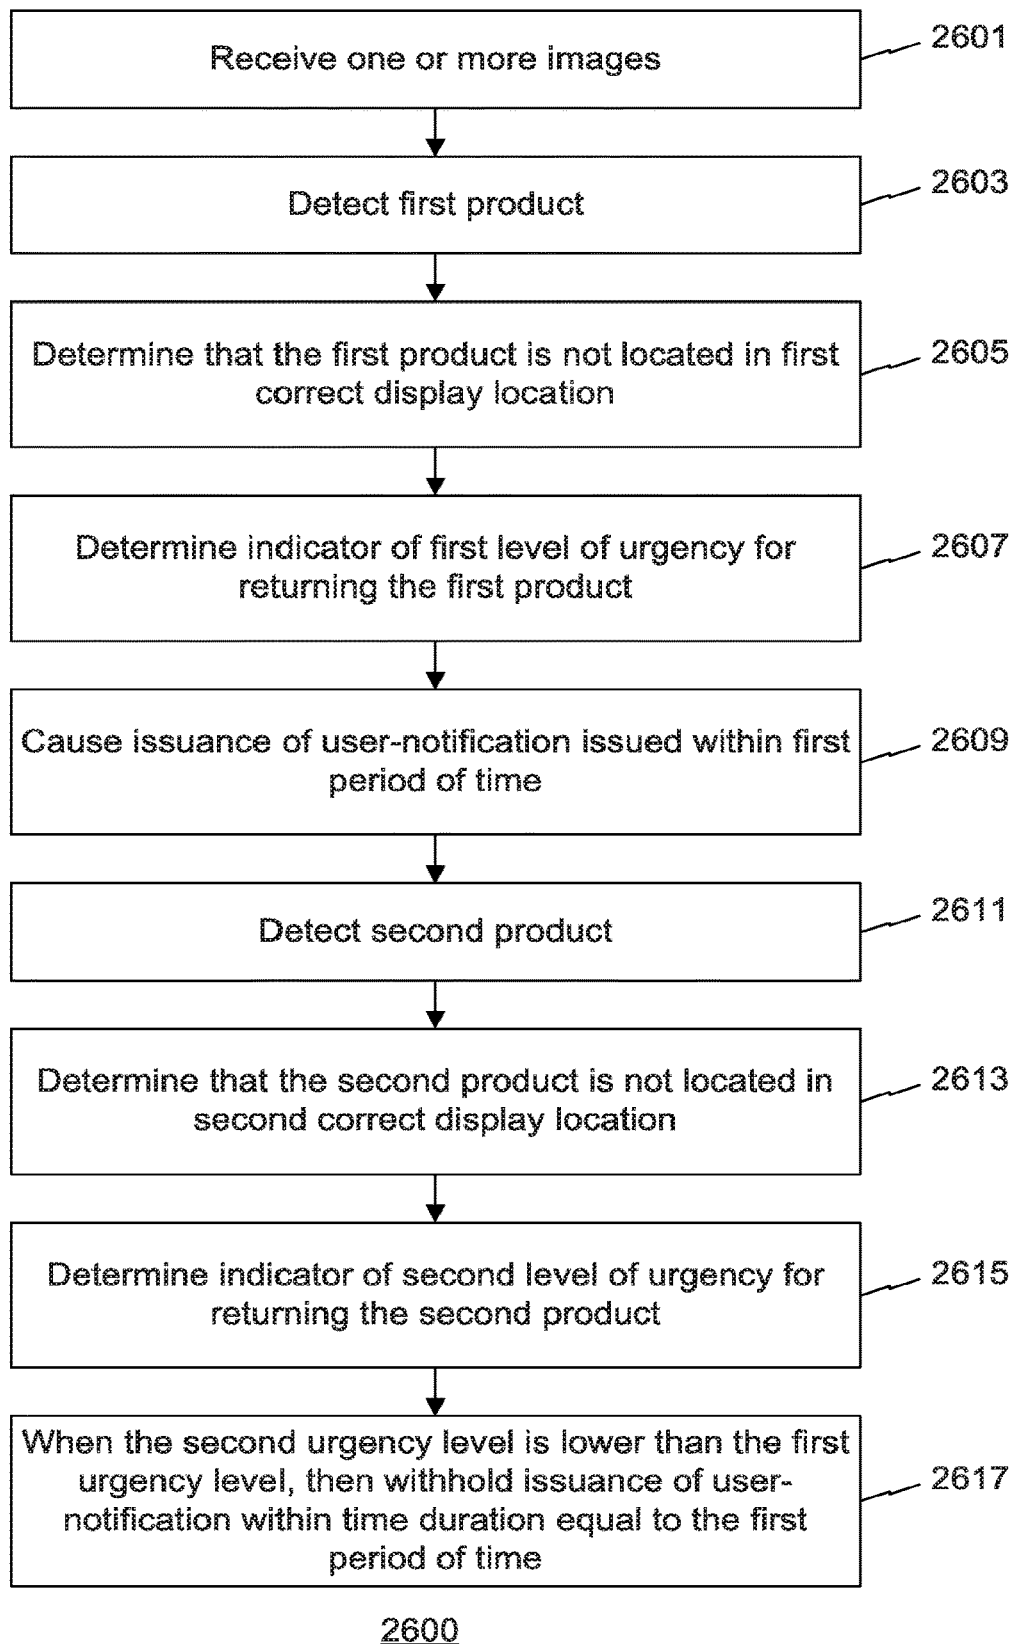 Receive one or more images
2601
Detect first product
2603
Determine that the first product is not located in first
correct display location
2605
Determine indicator of first level of urgency for
returning the first product
2607
Cause issuance of user-notification issued within first
period of time
2609
Detect second product
2611
Determine that the second product is not located in
second correct display location
2613
Determine indicator of second level of urgency for
returning the second product
2615
When the second urgency level is lower than the first
urgency level, then withhold issuance of user-
notification within time duration equal to the first
period of time
2617
2600